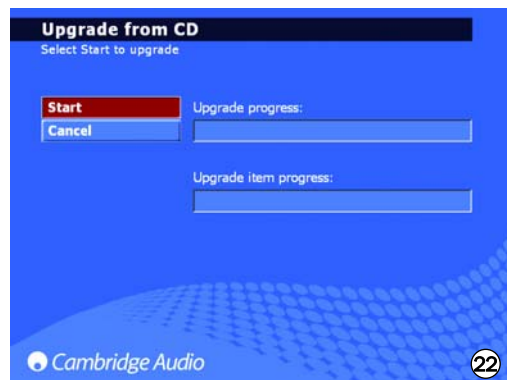 Upgrade from CD
Select Start to upgrade
Start
Upgrade progress:
Cancel
Upgrade item progress:
Cambridge Audio
22